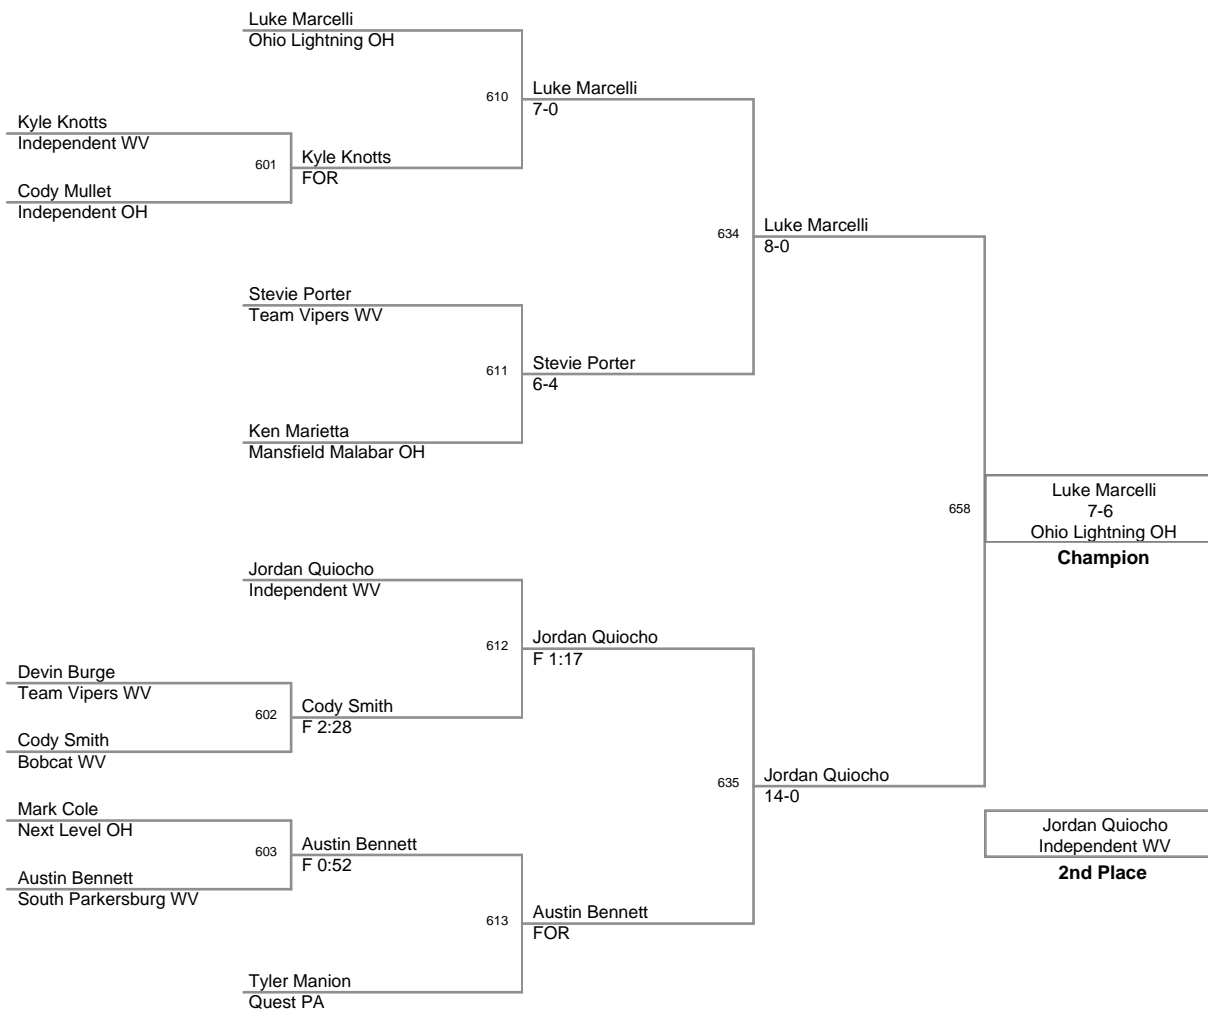 Luke Marcelli
Ohio Lightning OH
610
Luke Marcelli
7-0
Kyle Knotts
Independent WV
601
Kyle Knotts
FOR
Cody Mullet
Independent OH
634
Luke Marcelli
8-0
Stevie Porter
Team Vipers WV
611
Stevie Porter
6-4
Ken Marietta
Mansfield Malabar OH
658
Luke Marcelli
7-6
Ohio Lightning OH
Champion
Jordan Quiocho
Independent WV
612
Jordan Quiocho
F 1:17
Devin Burge
Team Vipers WV
602
Cody Smith
F 2:28
Cody Smith
Bobcat WV
635
Jordan Quiocho
14-0
Mark Cole
Next Level OH
603
Austin Bennett
F 0:52
Austin Bennett
South Parkersburg WV
Jordan Quiocho
Independent WV
2nd Place
613
Austin Bennett
FOR
Tyler Manion
Quest PA